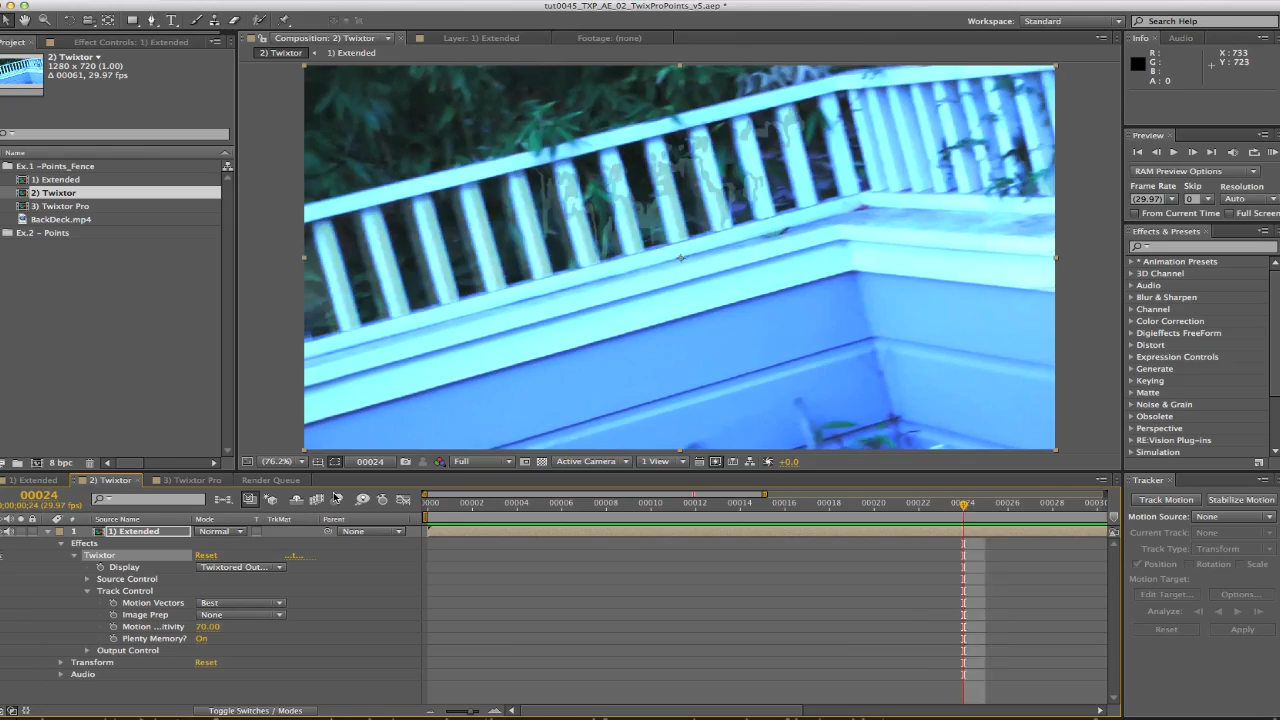 tut0045_TXP_AE_02_TwixProPoints_v5.aep *
Workspace: Standard
Search Help
Project
Effect Controls: 1) Extended
Composition: 2) Twixtor
Layer: 1) Extended
Footage: (none)
Info
Audio
2) Twixtor
1280 x 720 (1.00)
Δ 00061, 29.97 fps
2) Twixtor
1) Extended
R :
G :
B :
A : 0
X : 733
Y : 723
Name
Ex.1 -Points_Fence
1) Extended
2) Twixtor
3) Twixtor Pro
BackDeck.mp4
Ex.2 - Points
Preview
RAM Preview Options
Frame Rate
Skip
Resolution
(29.97)
0
Auto
From Current Time
Full Screen
Effects & Presets
* Animation Presets
3D Channel
Audio
Blur & Sharpen
Channel
Color Correction
Digieffects FreeForm
Distort
Expression Controls
Generate
Keying
Matte
Noise & Grain
Obsolete
Perspective
RE:Vision Plug-ins
Simulation
8 bpc
(76.2%)
00024
Full
Active Camera
1 View
+0.0
1) Extended
2) Twixtor
3) Twixtor Pro
Render Queue
00024
0:00:00:24 (29.97 fps)
0000
00002
00004
00006
00008
00010
00012
00014
00016
00018
00020
00022
00024
00026
00028
0003
Source Name
Mode
T
TrkMat
Parent
1
1) Extended
Normal
None
Effects
Twixtor
Reset
...t...
Display
Twixtored Out...
Source Control
Track Control
Motion Vectors
Best
Image Prep
None
Motion ...itivity
70.00
Plenty Memory?
On
Output Control
Transform
Reset
Audio
Toggle Switches / Modes
Tracker
Track Motion
Stabilize Motion
Motion Source: None
Current Track: None
Track Type: Transform
Position
Rotation
Scale
Motion Target:
Edit Target...
Options...
Analyze:
Reset
Apply